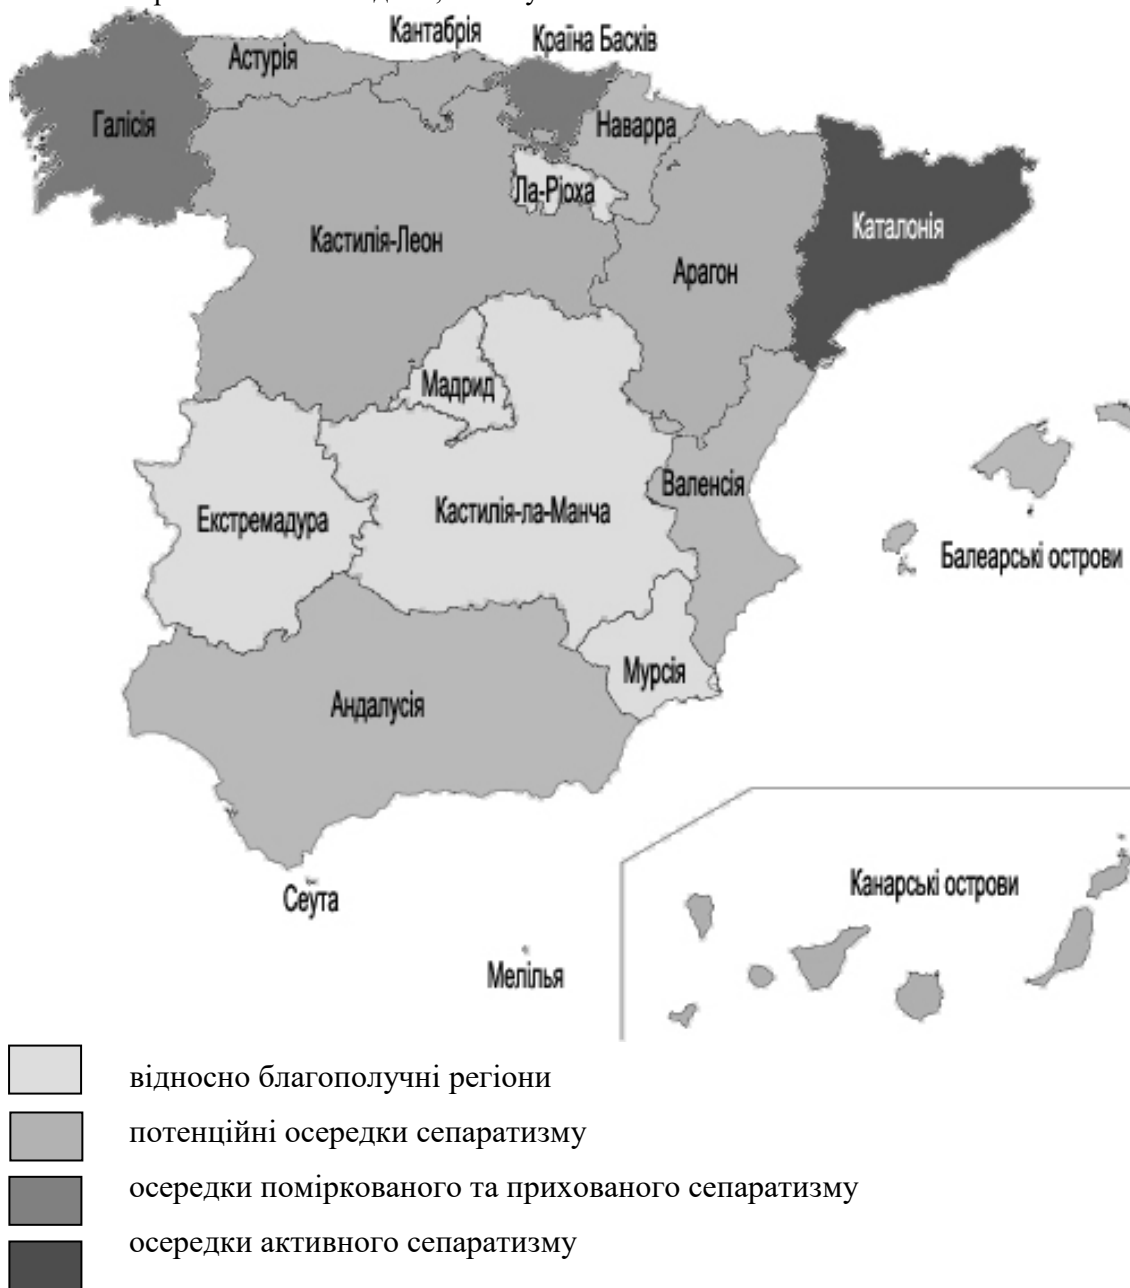 Кантабрія
Країна Басків
Астурія
Галісія
Наварра
Ла-Ріоха
Каталонія
Кастилія-Леон
Арагон
Мадрид
Валенсія
Екстремадура
Кастилія-ла-Манча
Балеарські острови
Мурсія
Андалусія
Канарські острови
Сеута
Мелілья
відносно благополучні регіони
потенційні осередки сепаратизму
осередки поміркованого та прихованого сепаратизму
осередки активного сепаратизму